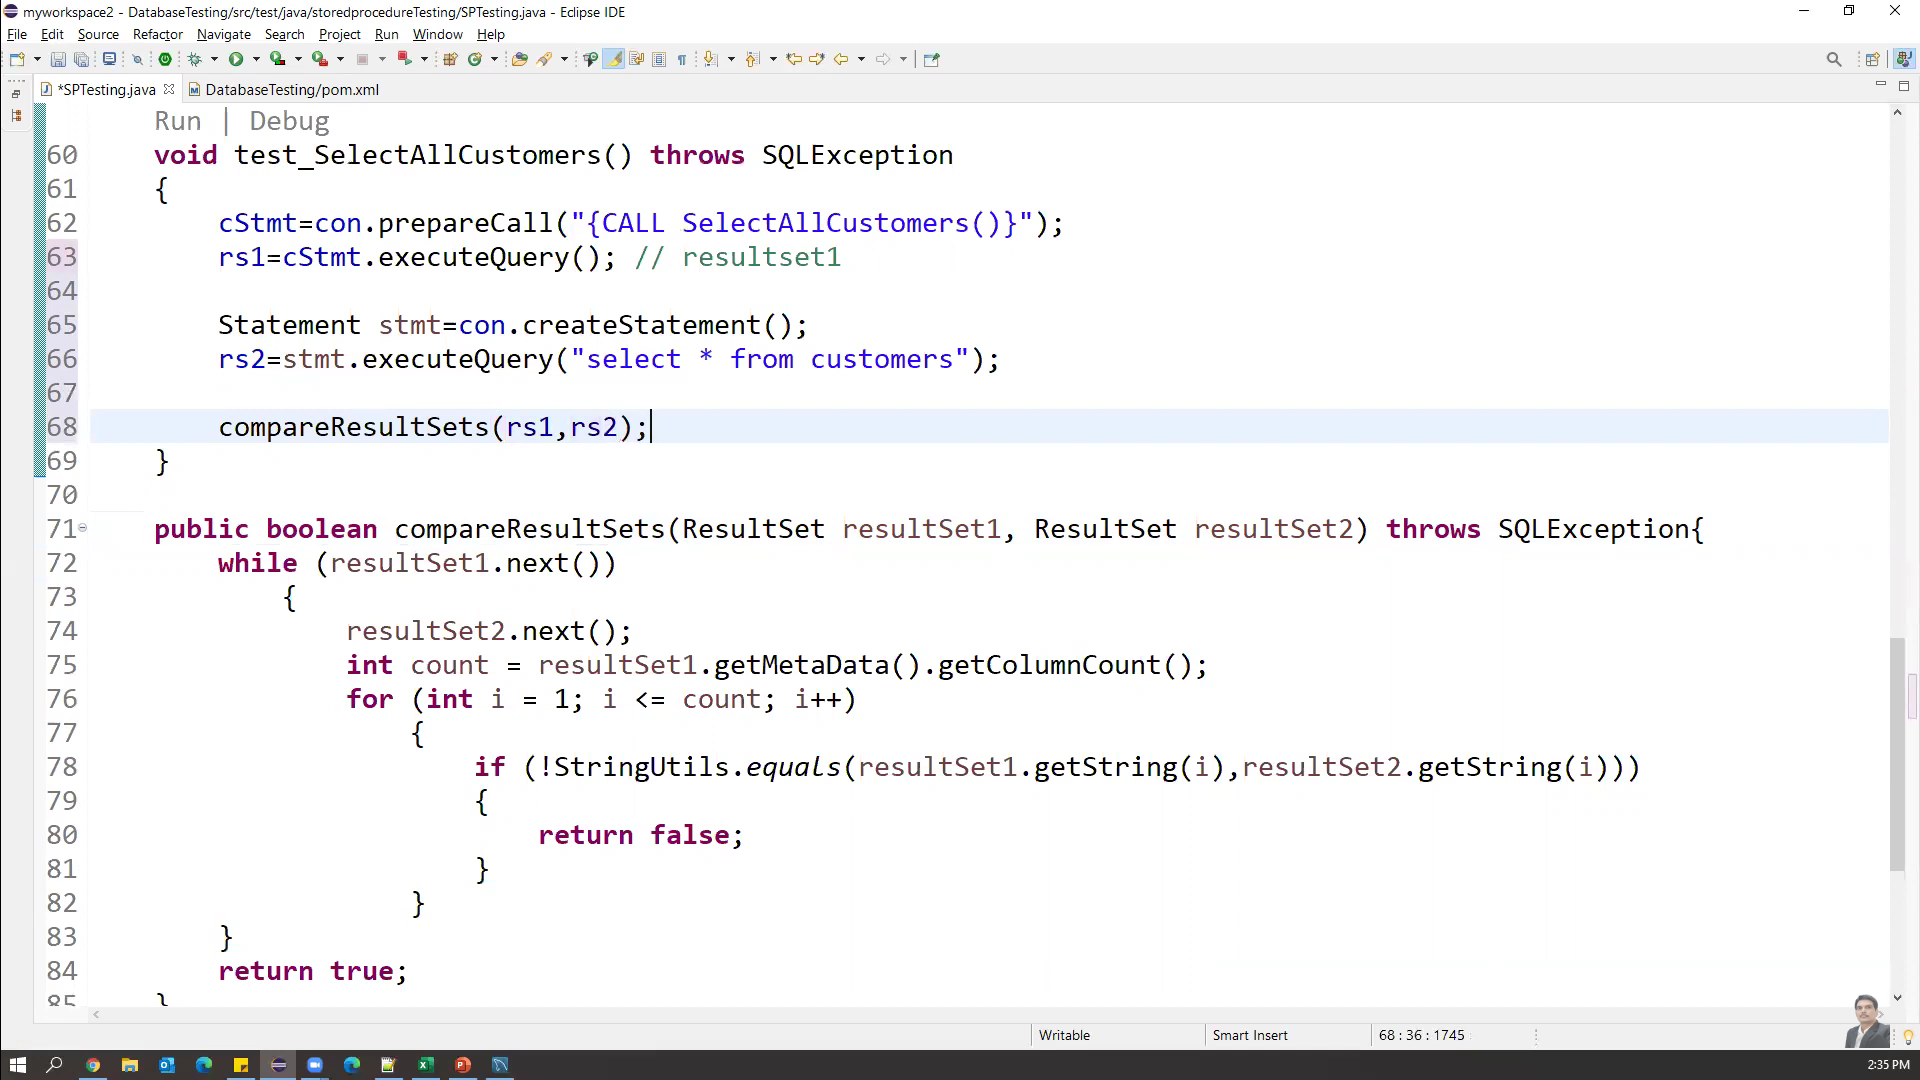 myworkspace2 - DatabaseTesting/src/test/java/storedprocedureTesting/SPTesting.java - Eclipse IDE
File Edit Source Refactor Navigate Search Project Run Window Help
*SPTesting.java DatabaseTesting/pom.xml
Run | Debug
60 void test_SelectAllCustomers() throws SQLException
61 {
62 cStmt=con.prepareCall("{CALL SelectAllCustomers()}");
63 rs1=cStmt.executeQuery(); // resultset1
64
65 Statement stmt=con.createStatement();
66 rs2=stmt.executeQuery("select * from customers");
67
68 compareResultSets(rs1,rs2);
69 }
70
71 public boolean compareResultSets(ResultSet resultSet1, ResultSet resultSet2) throws SQLException{
72 while (resultSet1.next())
73 {
74 resultSet2.next();
75 int count = resultSet1.getMetaData().getColumnCount();
76 for (int i = 1; i <= count; i++)
77 {
78 if (!StringUtils.equals(resultSet1.getString(i),resultSet2.getString(i)))
79 {
80 return false;
81 }
82 }
83 }
84 return true;
85 }
Writable Smart Insert 68 : 36 : 1745
2:35 PM